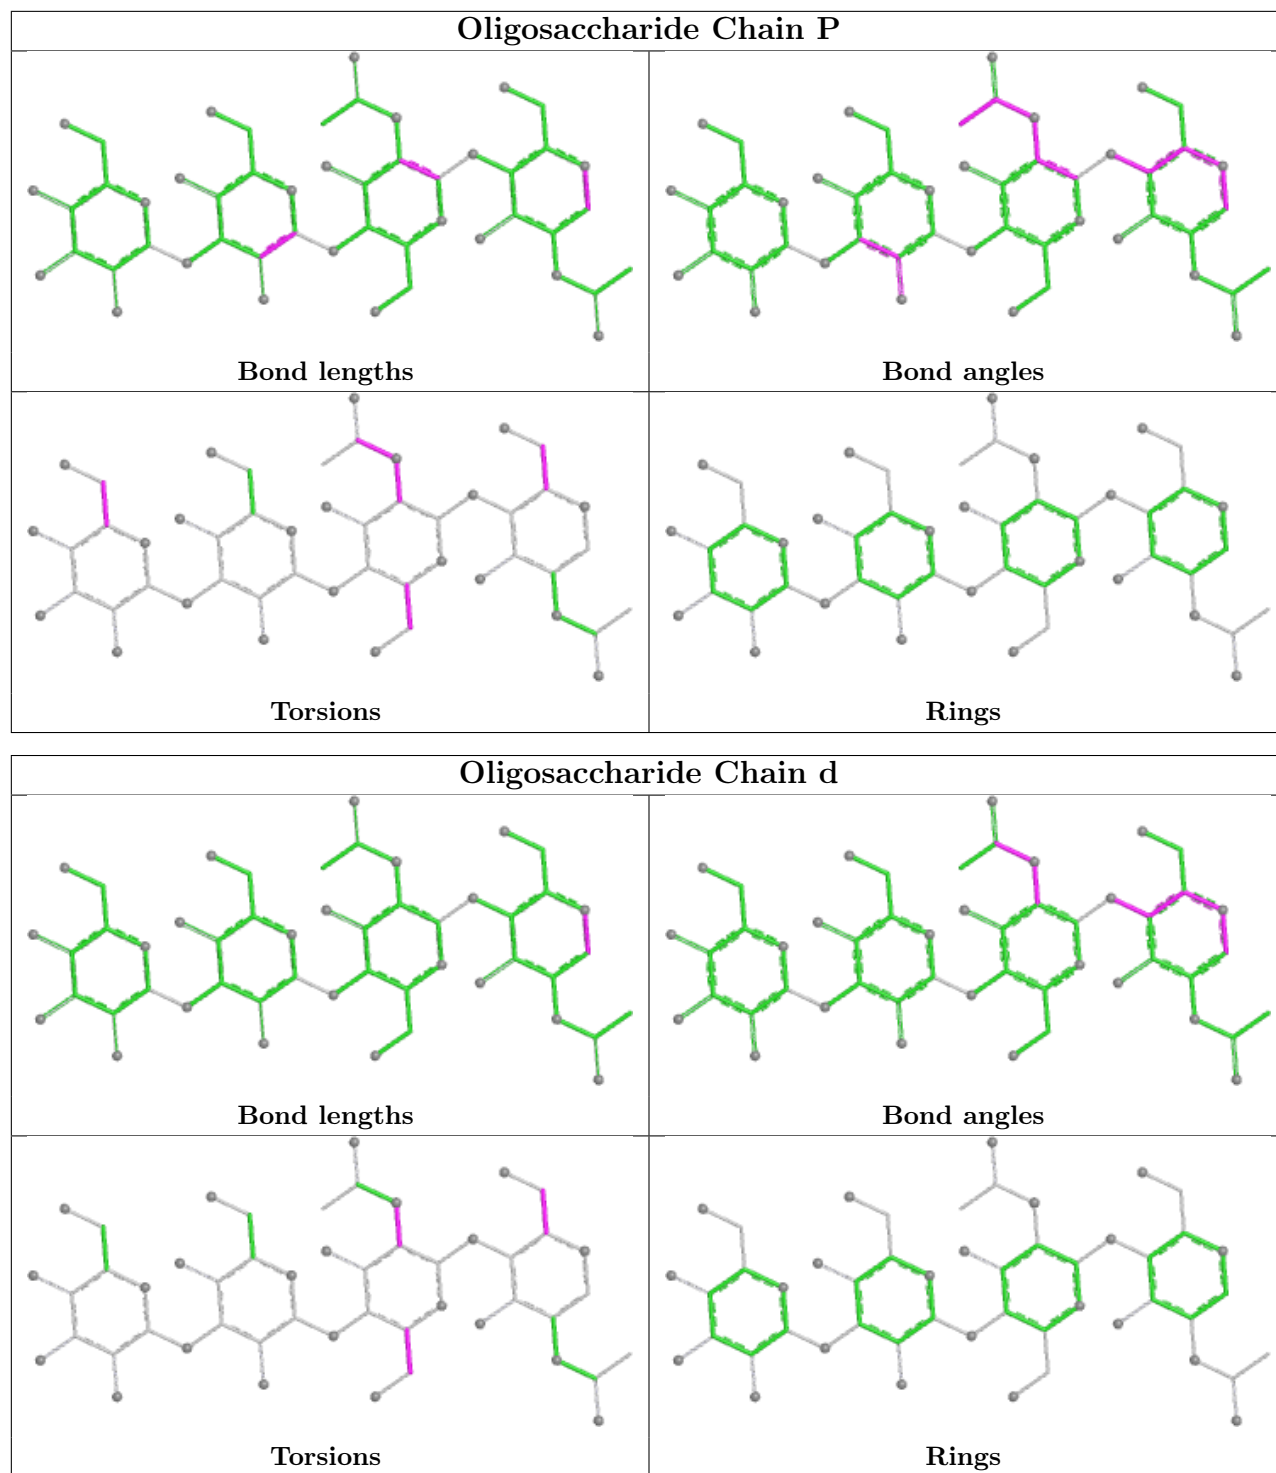 Oligosaccharide Chain P
Bond lengths Bond angles
Torsions Rings
Oligosaccharide Chain d
Bond lengths Bond angles
Torsions Rings